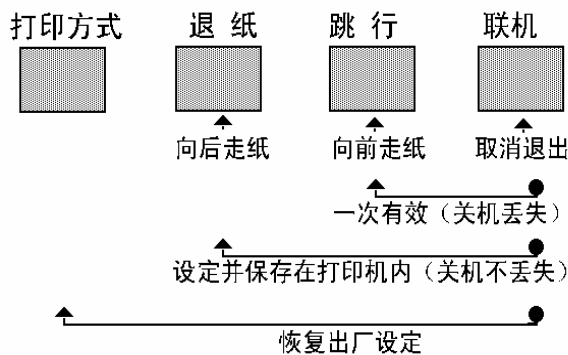 打印方式 退 纸 跳 行 联机
向后走纸 向前走纸 取消退出
一次有效（关机丢失）
设定并保存在打印机内（关机不丢失）
恢复出厂设定